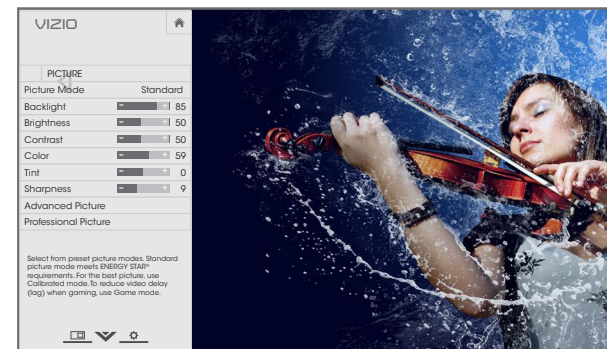 VIZIO
PICTURE
Picture Mode Standard
Backlight 85
Brightness 50
Contrast 50
Color 59
Tint 0
Sharpness 9
Advanced Picture
Professional Picture
Select from preset picture modes. Standard
picture mode meets ENERGY STAR®
requirements. For the best picture, use
Calibrated mode. To reduce video delay
(lag) when gaming, use Game mode.